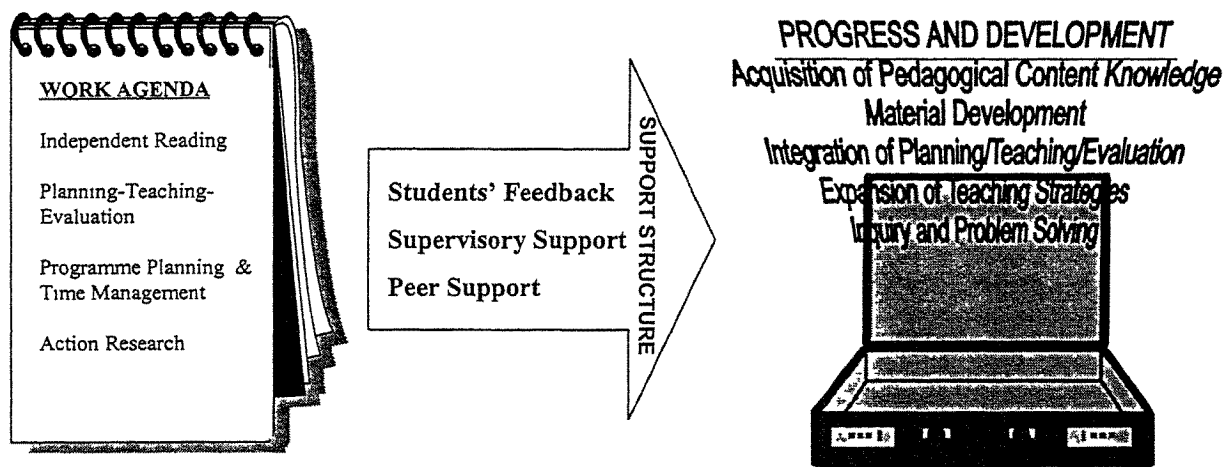 WORK AGENDA
Independent Reading
Planning-Teaching-
Evaluation
Programme Planning &
Time Management
Action Research
Students' Feedback
Supervisory Support
Peer Support
SUPPORT STRUCTURE
PROGRESS AND DEVELOPMENT
Acquisition of Pedagogical Content Knowledge
Material Development
Integration of Planning/Teaching/Evaluation
Expansion of Teaching Strategies
Inquiry and Problem Solving